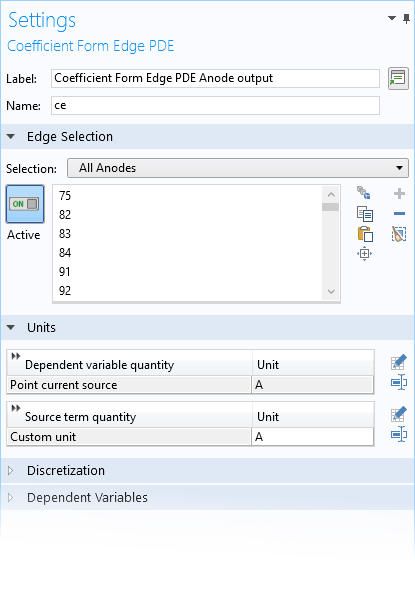 Settings
Coefficient Form Edge PDE
Label: Coefficient Form Edge PDE Anode output
Name: ce
Edge Selection
Selection: All Anodes
ON
Active
75
82
83
84
91
92
Units
Dependent variable quantity Unit
Point current source A
Source term quantity Unit
Custom unit A
Discretization
Dependent Variables